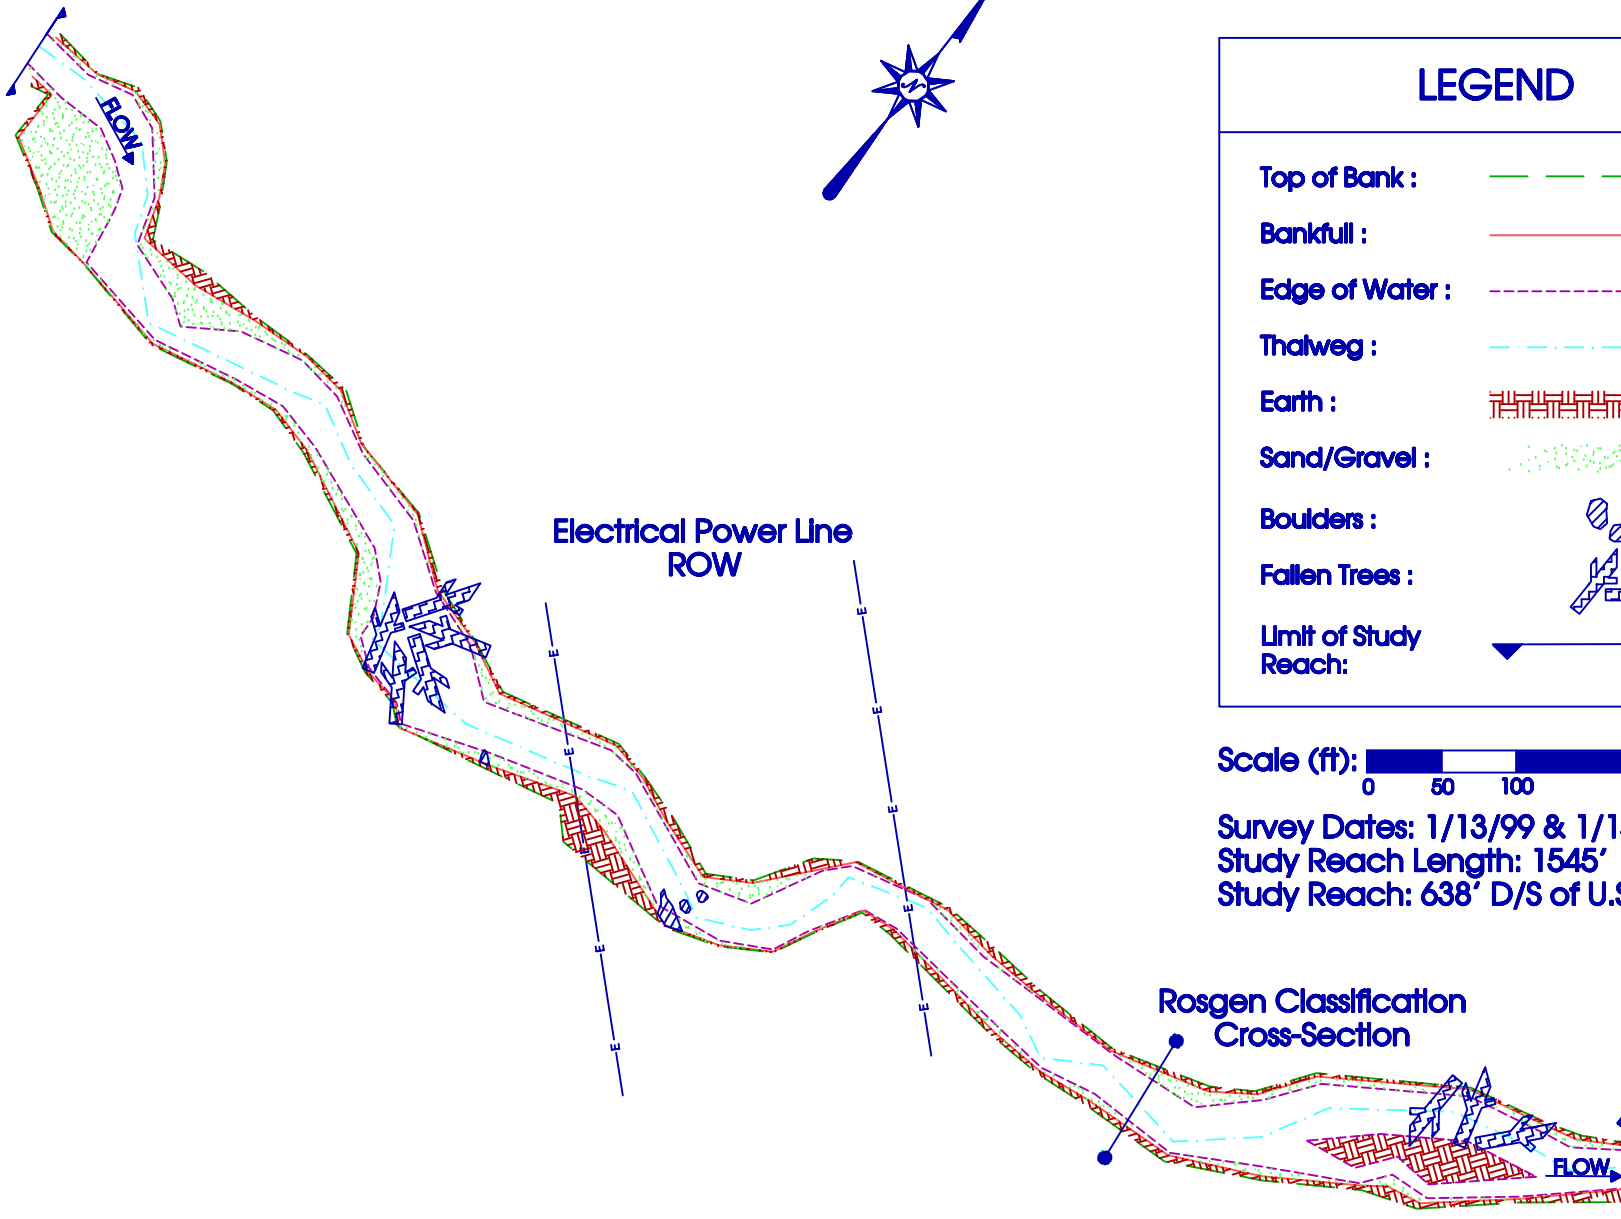 FLOW
LEGEND
Top of Bank :
Bankfull :
Edge of Water :
Thalweg :
Earth :
Sand/Gravel :
Boulders :
Fallen Trees :
Limit of Study
Reach:
Electrical Power Line
ROW
E
E
E
E
E
E
E
E
E
E
Scale (ft):
0 50 100
Survey Dates: 1/13/99 & 1/1
Study Reach Length: 1545'
Study Reach: 638' D/S of U.S
Rosgen Classification
Cross-Section
FLOW